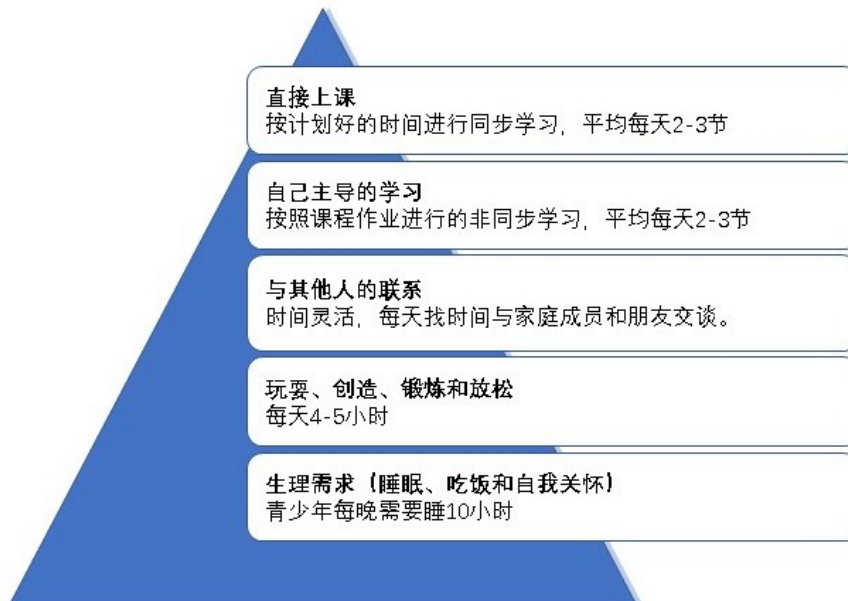 直接上课
按计划好的时间进行同步学习，平均每天2-3节
自己主导的学习
按照课程作业进行的非同步学习，平均每天2-3节
与其他人的联系
时间灵活，每天找时间与家庭成员和朋友交谈。
玩耍、创造、锻炼和放松
每天4-5小时
生理需求（睡眠、吃饭和自我关怀）
青少年每晚需要睡10小时